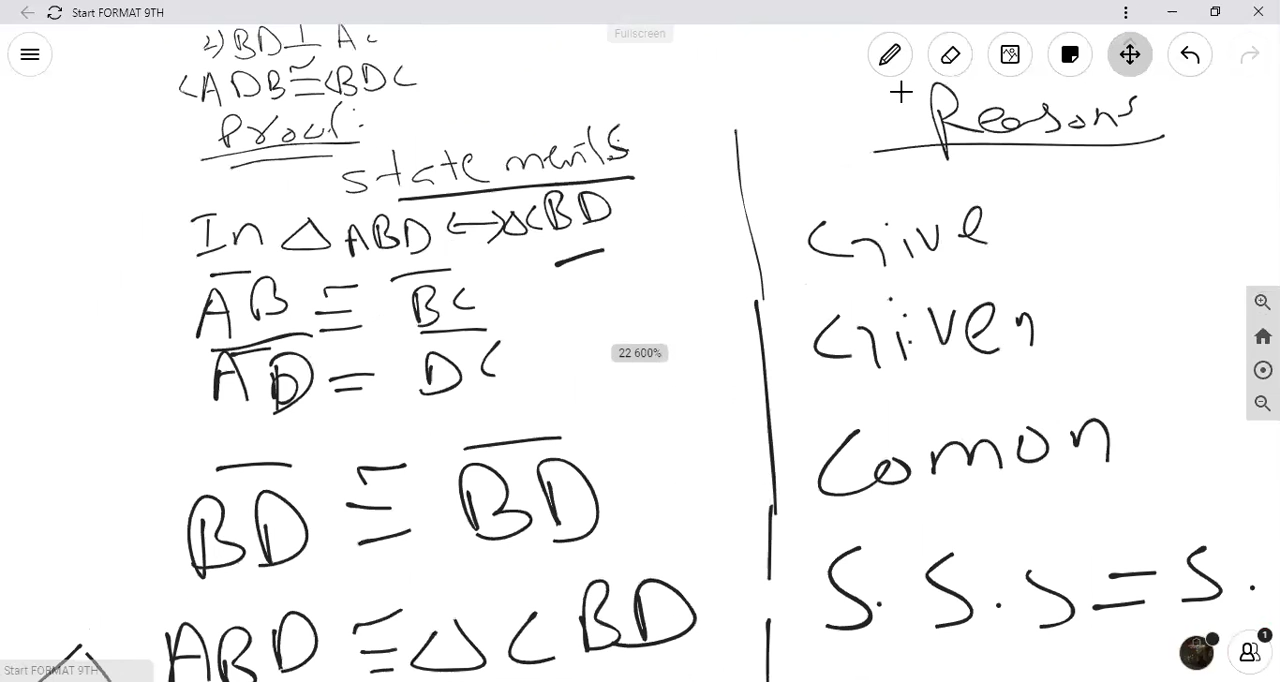 Start FORMAT 9TH
Fullscreen
2) BD ⊥ AC
<ADB ≅ <BDC
Proof:
statements
Reasons
In △ ABD ↔ △CBD
Give
AB ≅ BC
Given
AD = DC
22 600%
BD ≅ BD
Comon
S.S.S = S.
ABD ≅ △CBD
Start FORMAT 9TH
1